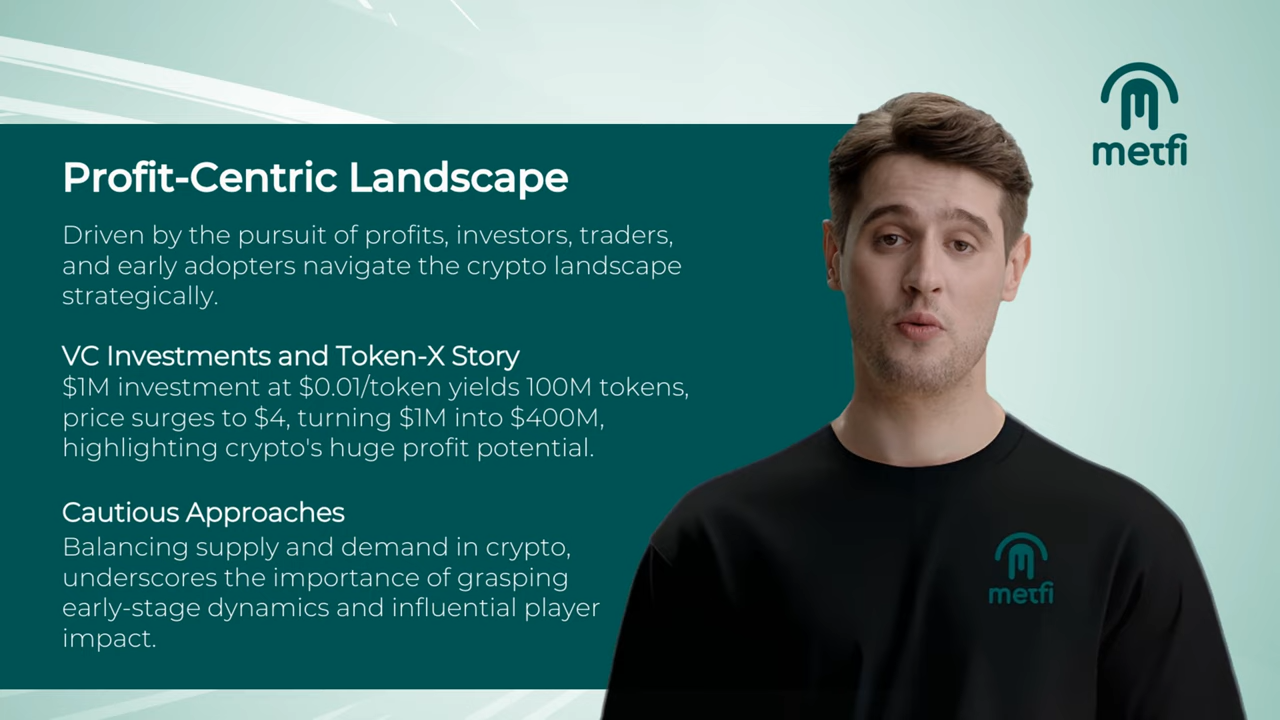 metfi
Profit-Centric Landscape
Driven by the pursuit of profits, investors, traders,
and early adopters navigate the crypto landscape
strategically.
VC Investments and Token-X Story
$1M investment at $0.01/token yields 100M tokens,
price surges to $4, turning $1M into $400M,
highlighting crypto's huge profit potential.
Cautious Approaches
Balancing supply and demand in crypto,
underscores the importance of grasping
early-stage dynamics and influential player
impact.
metfi